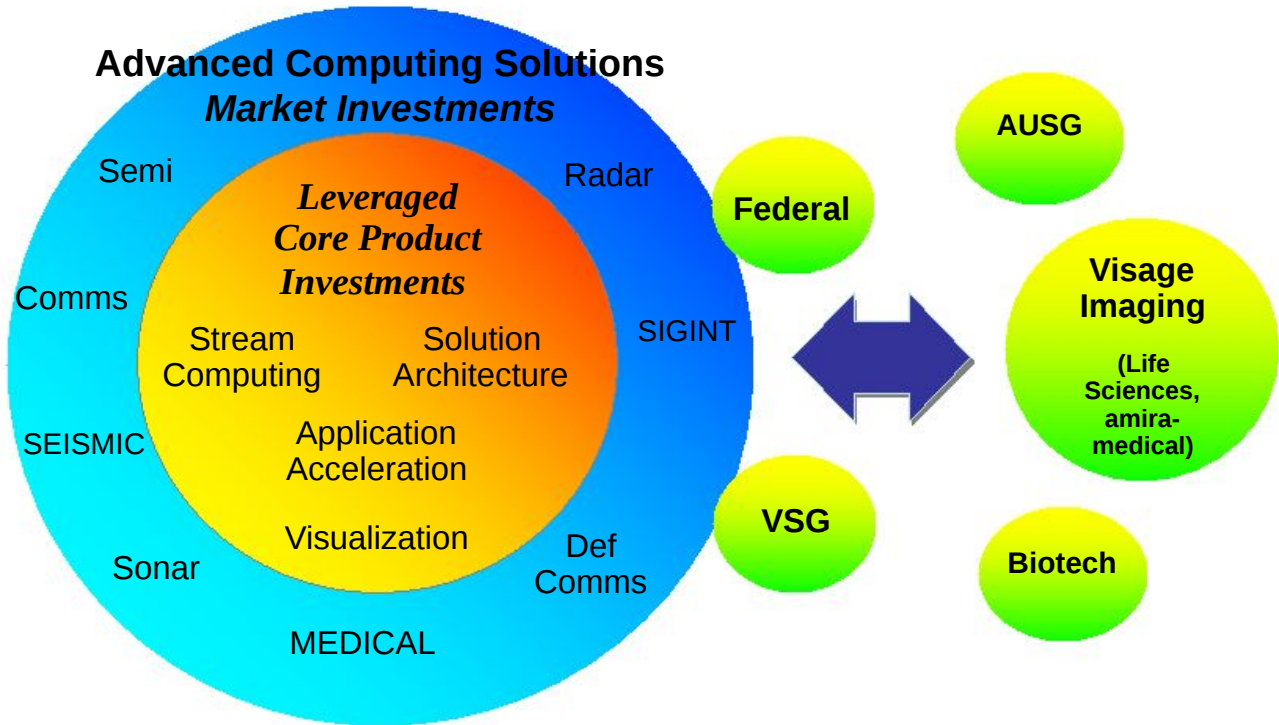 Advanced Computing Solutions
Market Investments
Semi
Radar
Comms
SIGINT
SEISMIC
Sonar
Def
Comms
MEDICAL
Leveraged
Core Product
Investments
Stream
Computing
Solution
Architecture
Application
Acceleration
Visualization
Federal
VSG
AUSG
Visage
Imaging
(Life
Sciences,
amira-
medical)
Biotech